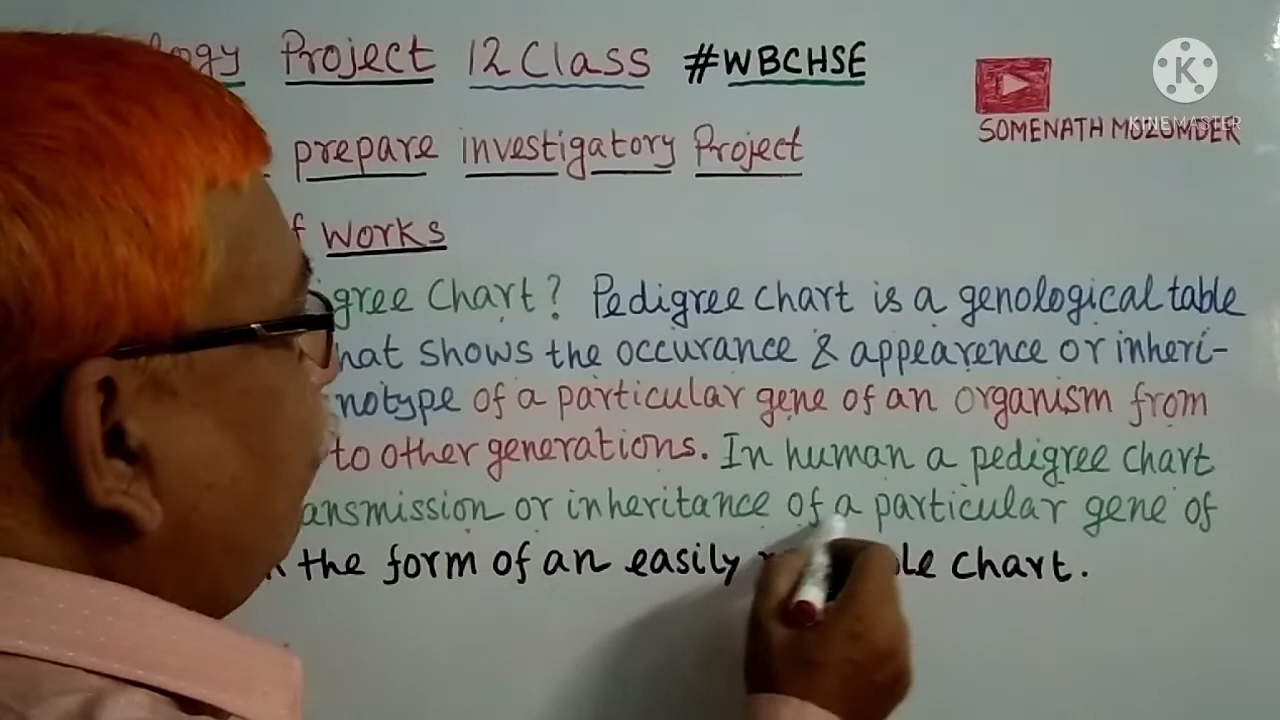 logy Project 12 Class #WBCHSE
SOMENATH MOZUMDER
KINEMASTER
prepare investigatory Project
f Works
gree Chart? Pedigree chart is a genological table
hat shows the occurance & appearence or inheri-
notype of a particular gene of an organism from
to other generations. In human a pedigree chart
ansmission or inheritance of a particular gene of
the form of an easily le chart.